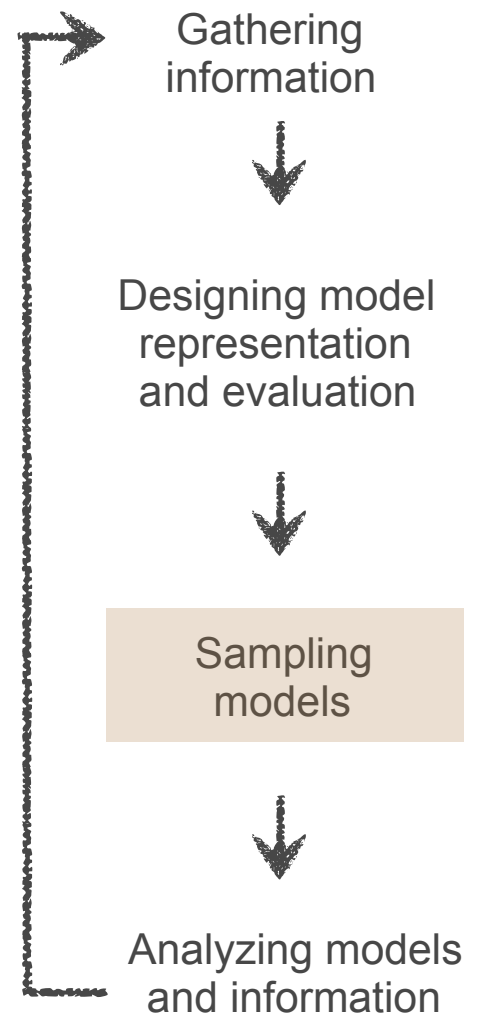 Gathering
information
Designing model
representation
and evaluation
Sampling
models
Analyzing models
and information